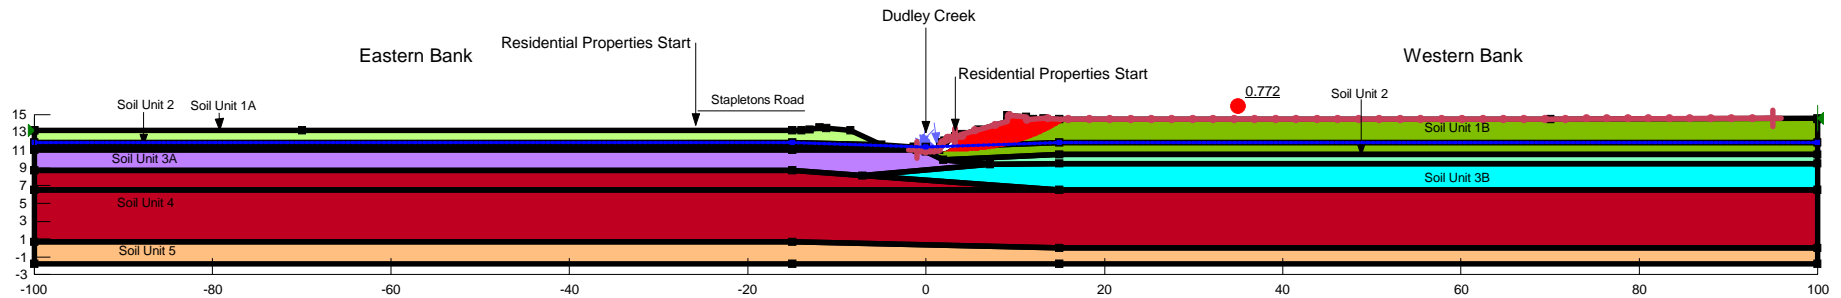 Dudley Creek
Eastern Bank
Residential Properties Start
Western Bank
Residential Properties Start
0.772
Soil Unit 2
Soil Unit 1A
Stapletons Road
Soil Unit 2
Soil Unit 1B
Soil Unit 3A
Soil Unit 3B
Soil Unit 4
Soil Unit 5
15
13
11
9
7
5
3
1
-1
-3
-100 -80 -60 -40 -20 0 20 40 60 80 100